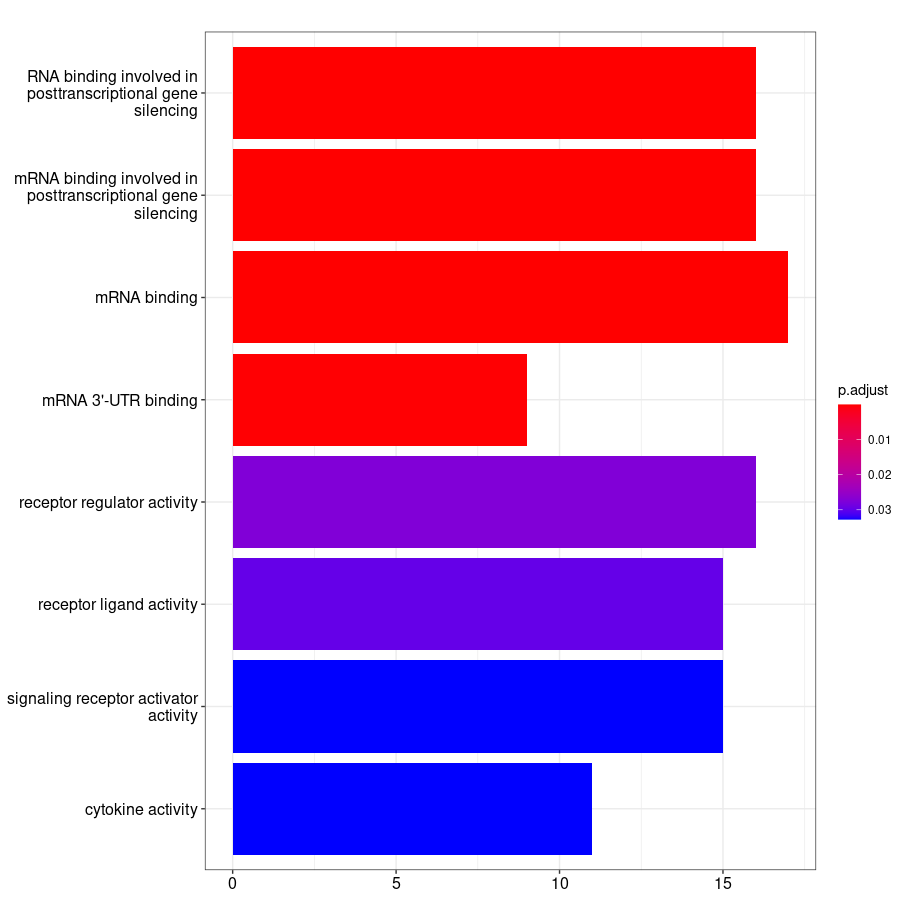 RNA binding involved in
posttranscriptional gene
silencing
mRNA binding involved in
posttranscriptional gene
silencing
mRNA binding
mRNA 3'-UTR binding
receptor regulator activity
receptor ligand activity
signaling receptor activator
activity
cytokine activity
0 5 10 15
p.adjust
0.01
0.02
0.03